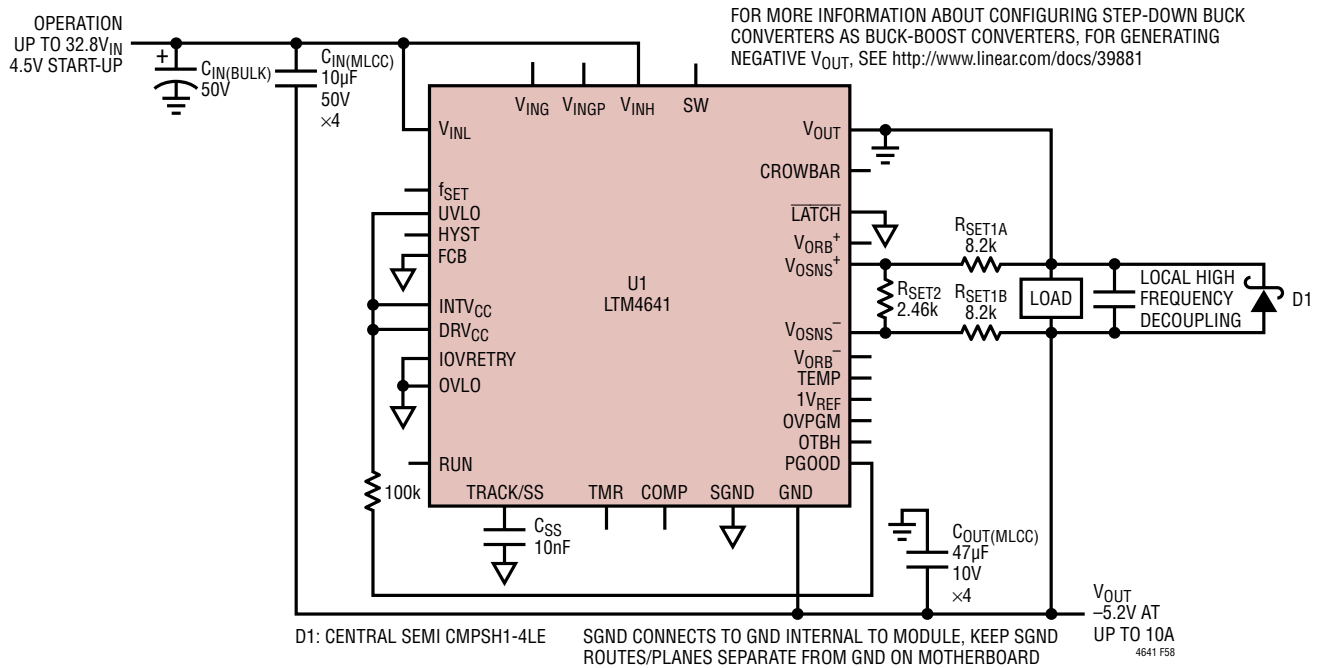 OPERATION
UP TO 32.8VIN
4.5V START-UP
+
CIN(BULK)
50V
CIN(MLCC)
10µF
50V
×4
FOR MORE INFORMATION ABOUT CONFIGURING STEP-DOWN BUCK
CONVERTERS AS BUCK-BOOST CONVERTERS, FOR GENERATING
NEGATIVE VOUT, SEE http://www.linear.com/docs/39881
VING VINGP VINH SW
VINL
fSET
UVLO
HYST
FCB
INTVCC
DRVCC
IOVRETRY
OVLO
RUN
U1
LTM4641
VOUT
CROWBAR
LATCH
VORB+
VOSNS+
VOSNS−
VORB−
TEMP
1VREF
OVPGM
OTBH
PGOOD
TRACK/SS TMR COMP SGND GND
RSET1A
8.2k
RSET2
2.46k
RSET1B
8.2k
LOAD
LOCAL HIGH
FREQUENCY
DECOUPLING
D1
100k
CSS
10nF
COUT(MLCC)
47µF
10V
×4
VOUT
–5.2V AT
UP TO 10A
4641 F58
D1: CENTRAL SEMI CMPSH1-4LE
SGND CONNECTS TO GND INTERNAL TO MODULE, KEEP SGND
ROUTES/PLANES SEPARATE FROM GND ON MOTHERBOARD